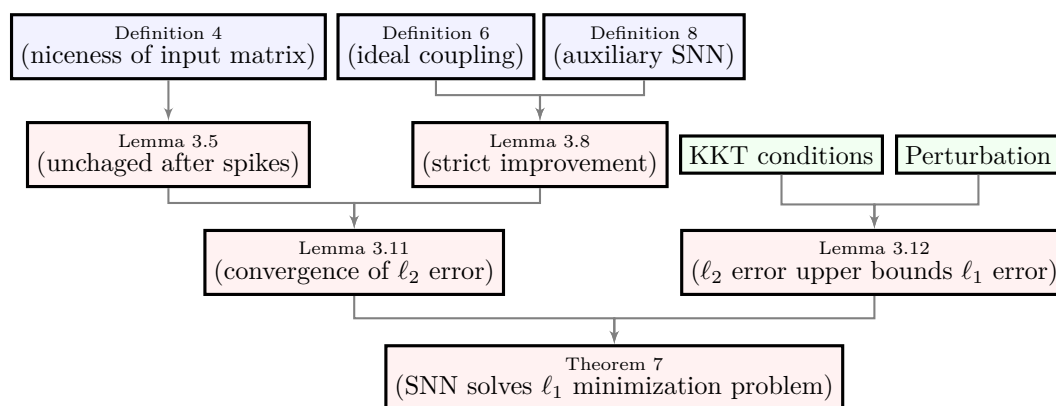 Definition 4
(niceness of input matrix)
Definition 6
(ideal coupling)
Definition 8
(auxiliary SNN)
Lemma 3.5
(unchaged after spikes)
Lemma 3.8
(strict improvement)
KKT conditions
Perturbation
Lemma 3.11
(convergence of ℓ₂ error)
Lemma 3.12
(ℓ₂ error upper bounds ℓ₁ error)
Theorem 7
(SNN solves ℓ₁ minimization problem)